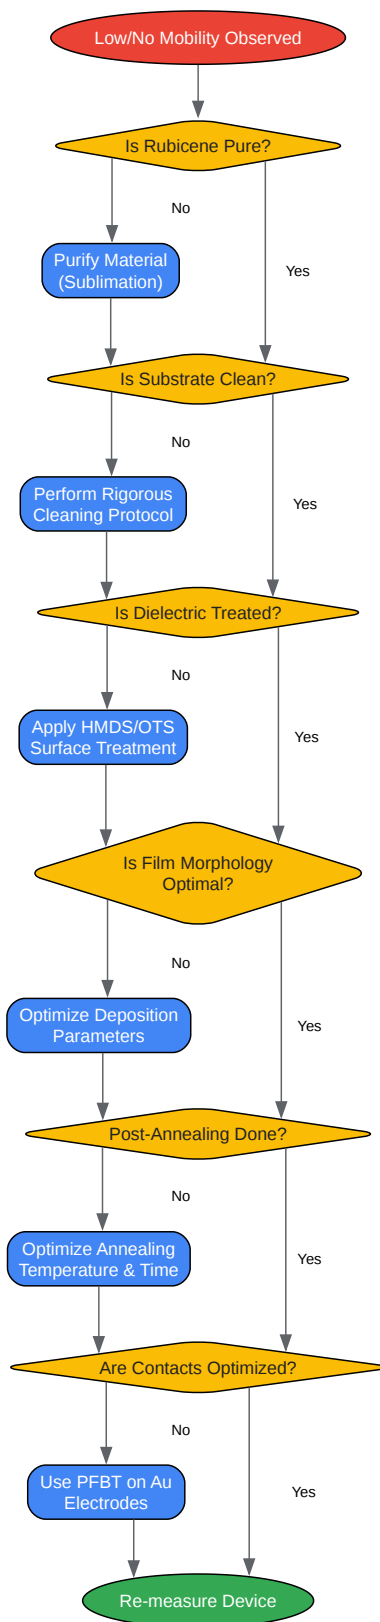 Low/No Mobility Observed
Is Rubicene Pure?
No
Purify Material
(Sublimation)
Yes
Is Substrate Clean?
No
Perform Rigorous
Cleaning Protocol
Yes
Is Dielectric Treated?
No
Apply HMDS/OTS
Surface Treatment
Yes
Is Film Morphology
Optimal?
No
Optimize Deposition
Parameters
Yes
Post-Annealing Done?
No
Optimize Annealing
Temperature & Time
Yes
Are Contacts Optimized?
No
Use PFBT on Au
Electrodes
Yes
Re-measure Device